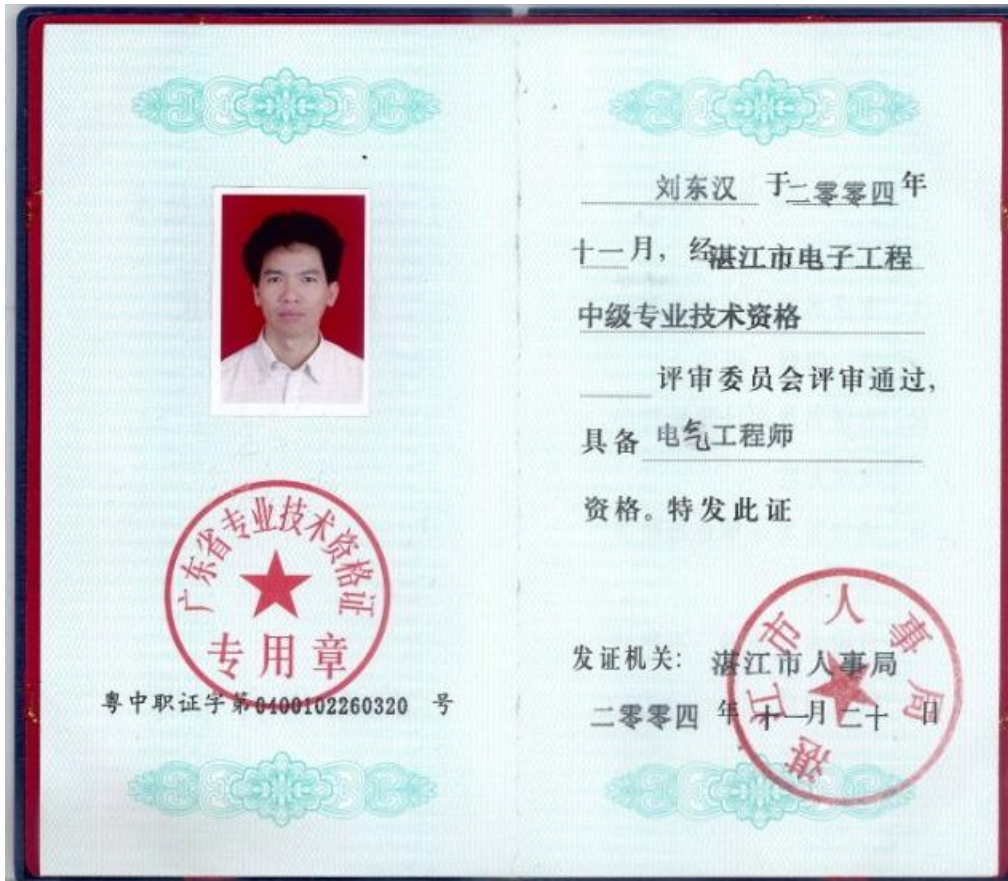 广东省专业技术资格证
专用章
粤中职证字第0400102260320 号
刘东汉 于二零零四年
十一月，经湛江市电子工程
中级专业技术资格
评审委员会评审通过，
具备 电气工程师
资格。特发此证
湛江市人事局
发证机关：湛江市人事局
二零零四 年 十一月二十 日